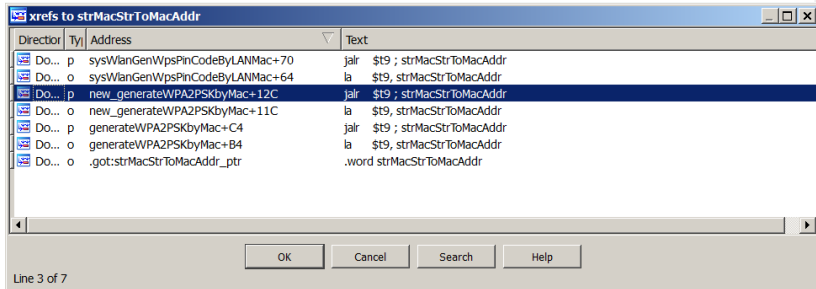 xrefs to strMacStrToMacAddr
Direction Ty Address Text
Do... p sysWlanGenWpsPinCodeByLANMac+70 jalr $t9 ; strMacStrToMacAddr
Do... o sysWlanGenWpsPinCodeByLANMac+64 la $t9, strMacStrToMacAddr
Do... p new_generateWPA2PSKbyMac+12C jalr $t9 ; strMacStrToMacAddr
Do... o new_generateWPA2PSKbyMac+11C la $t9, strMacStrToMacAddr
Do... p generateWPA2PSKbyMac+C4 jalr $t9 ; strMacStrToMacAddr
Do... o generateWPA2PSKbyMac+B4 la $t9, strMacStrToMacAddr
Do... o .got:strMacStrToMacAddr_ptr .word strMacStrToMacAddr
OK Cancel Search Help
Line 3 of 7